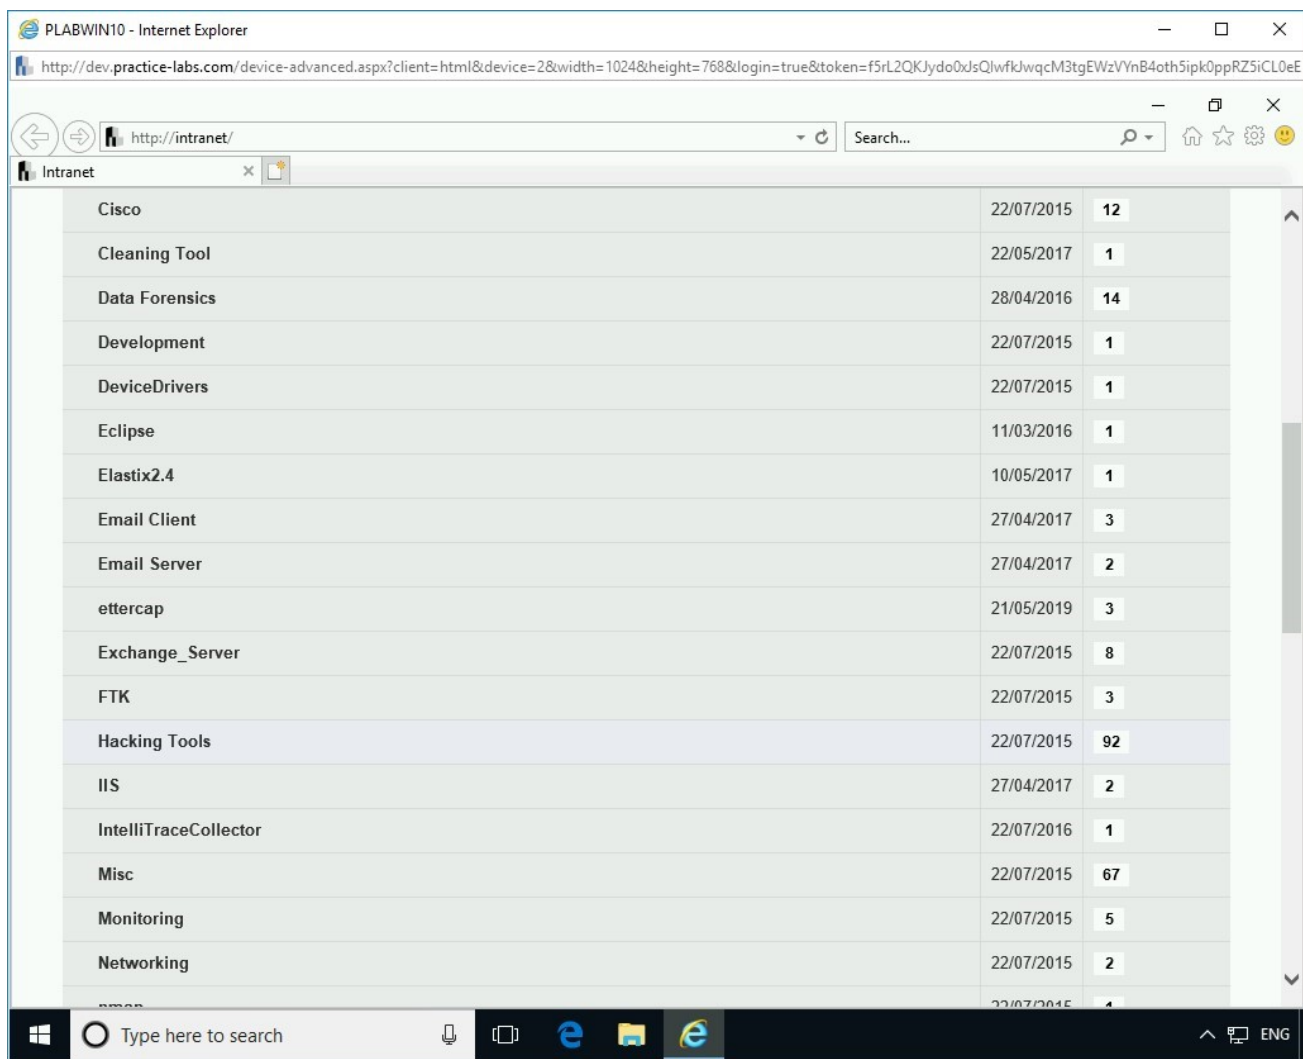 PLABWIN10 - Internet Explorer
http://dev.practice-labs.com/device-advanced.aspx?client=html&device=2&width=1024&height=768&login=true&token=f5rL2QKJydo0xJsQIwfkJwqcM3tgEWzVYnB4oth5ipk0ppRZ5iCL0eE
http://intranet/ Search...
Intranet
Cisco 22/07/2015 12
Cleaning Tool 22/05/2017 1
Data Forensics 28/04/2016 14
Development 22/07/2015 1
DeviceDrivers 22/07/2015 1
Eclipse 11/03/2016 1
Elastix2.4 10/05/2017 1
Email Client 27/04/2017 3
Email Server 27/04/2017 2
ettercap 21/05/2019 3
Exchange_Server 22/07/2015 8
FTK 22/07/2015 3
Hacking Tools 22/07/2015 92
IIS 27/04/2017 2
IntelliTraceCollector 22/07/2016 1
Misc 22/07/2015 67
Monitoring 22/07/2015 5
Networking 22/07/2015 2
nmap 22/07/2015 1
Type here to search ENG